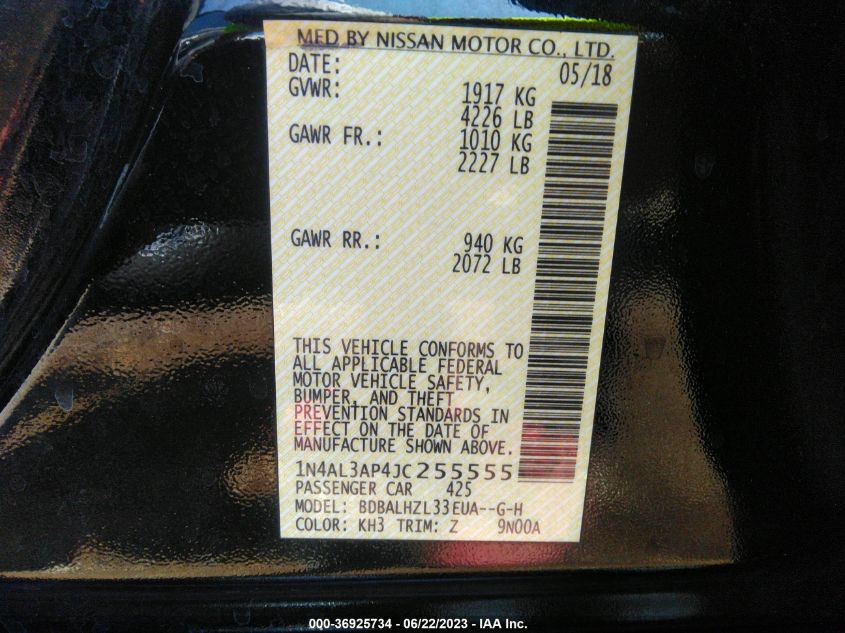 MFD BY NISSAN MOTOR CO., LTD.
DATE: 05/18
GVWR: 1917 KG
4226 LB
GAWR FR.: 1010 KG
2227 LB
GAWR RR.: 940 KG
2072 LB
THIS VEHICLE CONFORMS TO
ALL APPLICABLE FEDERAL
MOTOR VEHICLE SAFETY,
BUMPER, AND THEFT
PREVENTION STANDARDS IN
EFFECT ON THE DATE OF
MANUFACTURE SHOWN ABOVE.
1N4AL3AP4JC255555
PASSENGER CAR 425
MODEL: BDBALHZL33EUA--G-H
COLOR: KH3 TRIM: Z 9N00A
000-36925734 - 06/22/2023 - IAA Inc.